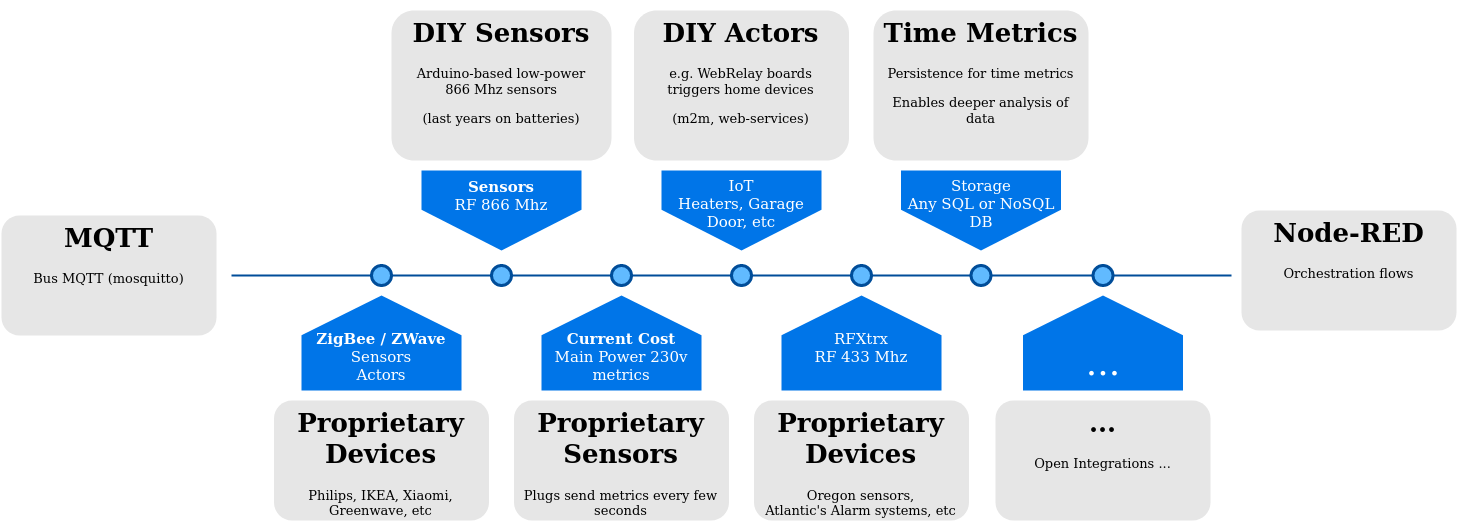 DIY Sensors
Arduino-based low-power
866 Mhz sensors
(last years on batteries)
DIY Actors
e.g. WebRelay boards
triggers home devices
(m2m, web-services)
Time Metrics
Persistence for time metrics
Enables deeper analysis of
data
Sensors
RF 866 Mhz
IoT
Heaters, Garage
Door, etc
Storage
Any SQL or NoSQL
DB
MQTT
Bus MQTT (mosquitto)
Node-RED
Orchestration flows
ZigBee / ZWave
Sensors
Actors
Current Cost
Main Power 230v
metrics
RFXtrx
RF 433 Mhz
...
Proprietary
Devices
Philips, IKEA, Xiaomi,
Greenwave, etc
Proprietary
Sensors
Plugs send metrics every few
seconds
Proprietary
Devices
Oregon sensors,
Atlantic's Alarm systems, etc
...
Open Integrations ...